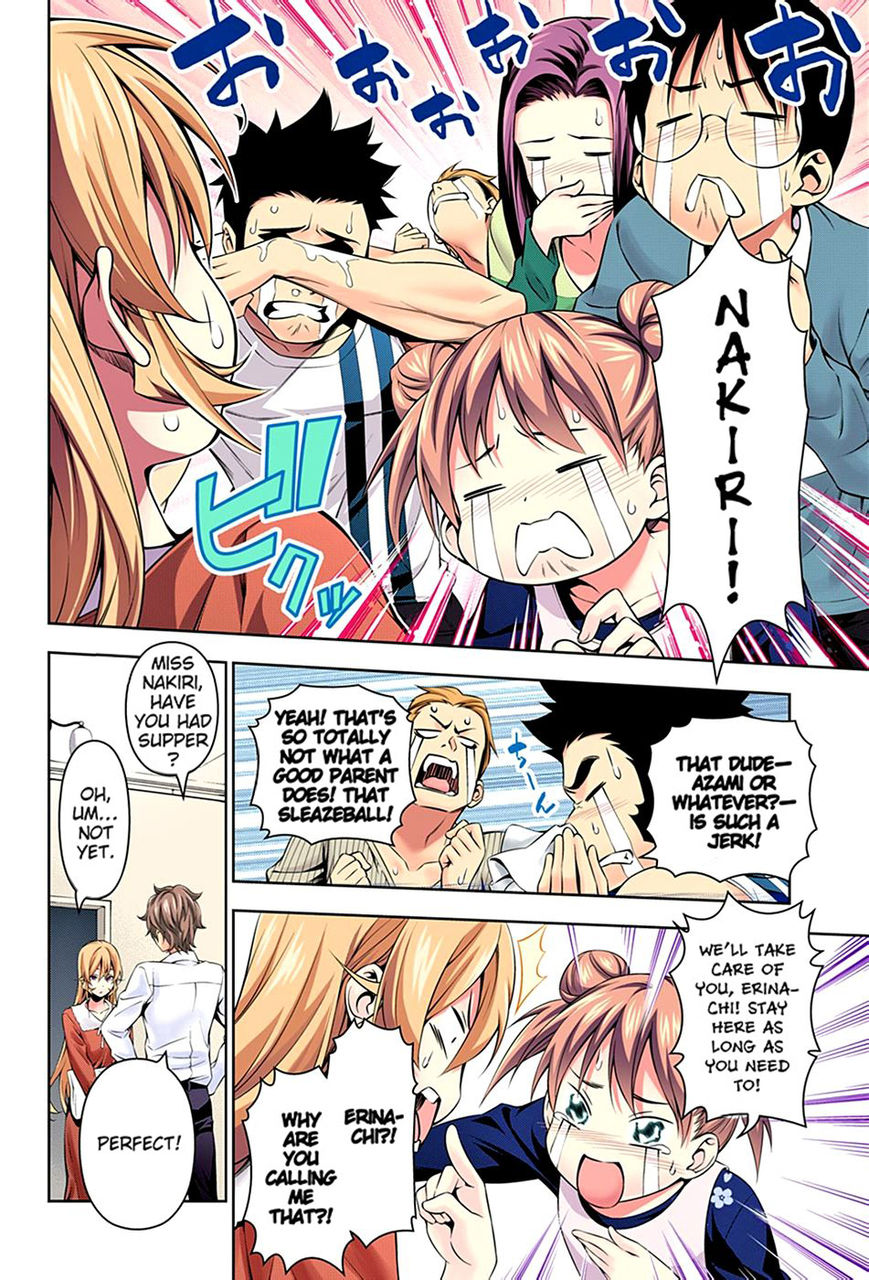 おおおおおお
NAKIRI!
ビクッ
THAT DUDE—
AZAMI OR
WHATEVER?—
IS SUCH A
JERK!
ちーん
YEAH! THAT'S
SO TOTALLY
NOT WHAT A
GOOD PARENT
DOES! THAT
SLEAZEBALL!
WE'LL TAKE
CARE OF
YOU, ERINA-
CHI! STAY
HERE AS
LONG AS
YOU NEED
TO!
ERINA-
CHI?!
WHY
ARE
YOU
CALLING
ME
THAT?!
MISS
NAKIRI,
HAVE
YOU HAD
SUPPER
?
OH,
UM...
NOT
YET.
PERFECT!